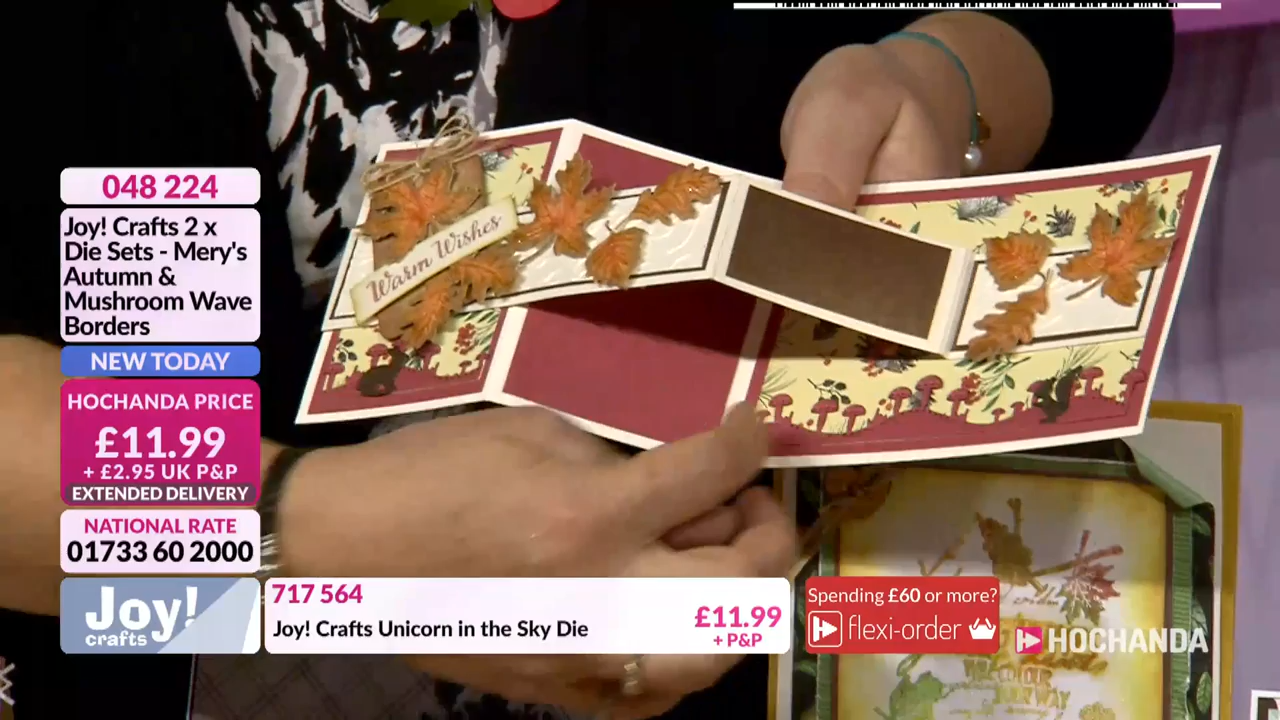 048 224
Joy! Crafts 2 x
Die Sets - Mery's
Autumn &
Mushroom Wave
Borders
NEW TODAY
HOCHANDA PRICE
£11.99
+ £2.95 UK P&P
EXTENDED DELIVERY
NATIONAL RATE
01733 60 2000
Joy!
crafts
717 564
Joy! Crafts Unicorn in the Sky Die
£11.99
+ P&P
Spending £60 or more?
flexi-order
HOCHANDA
Warm Wishes